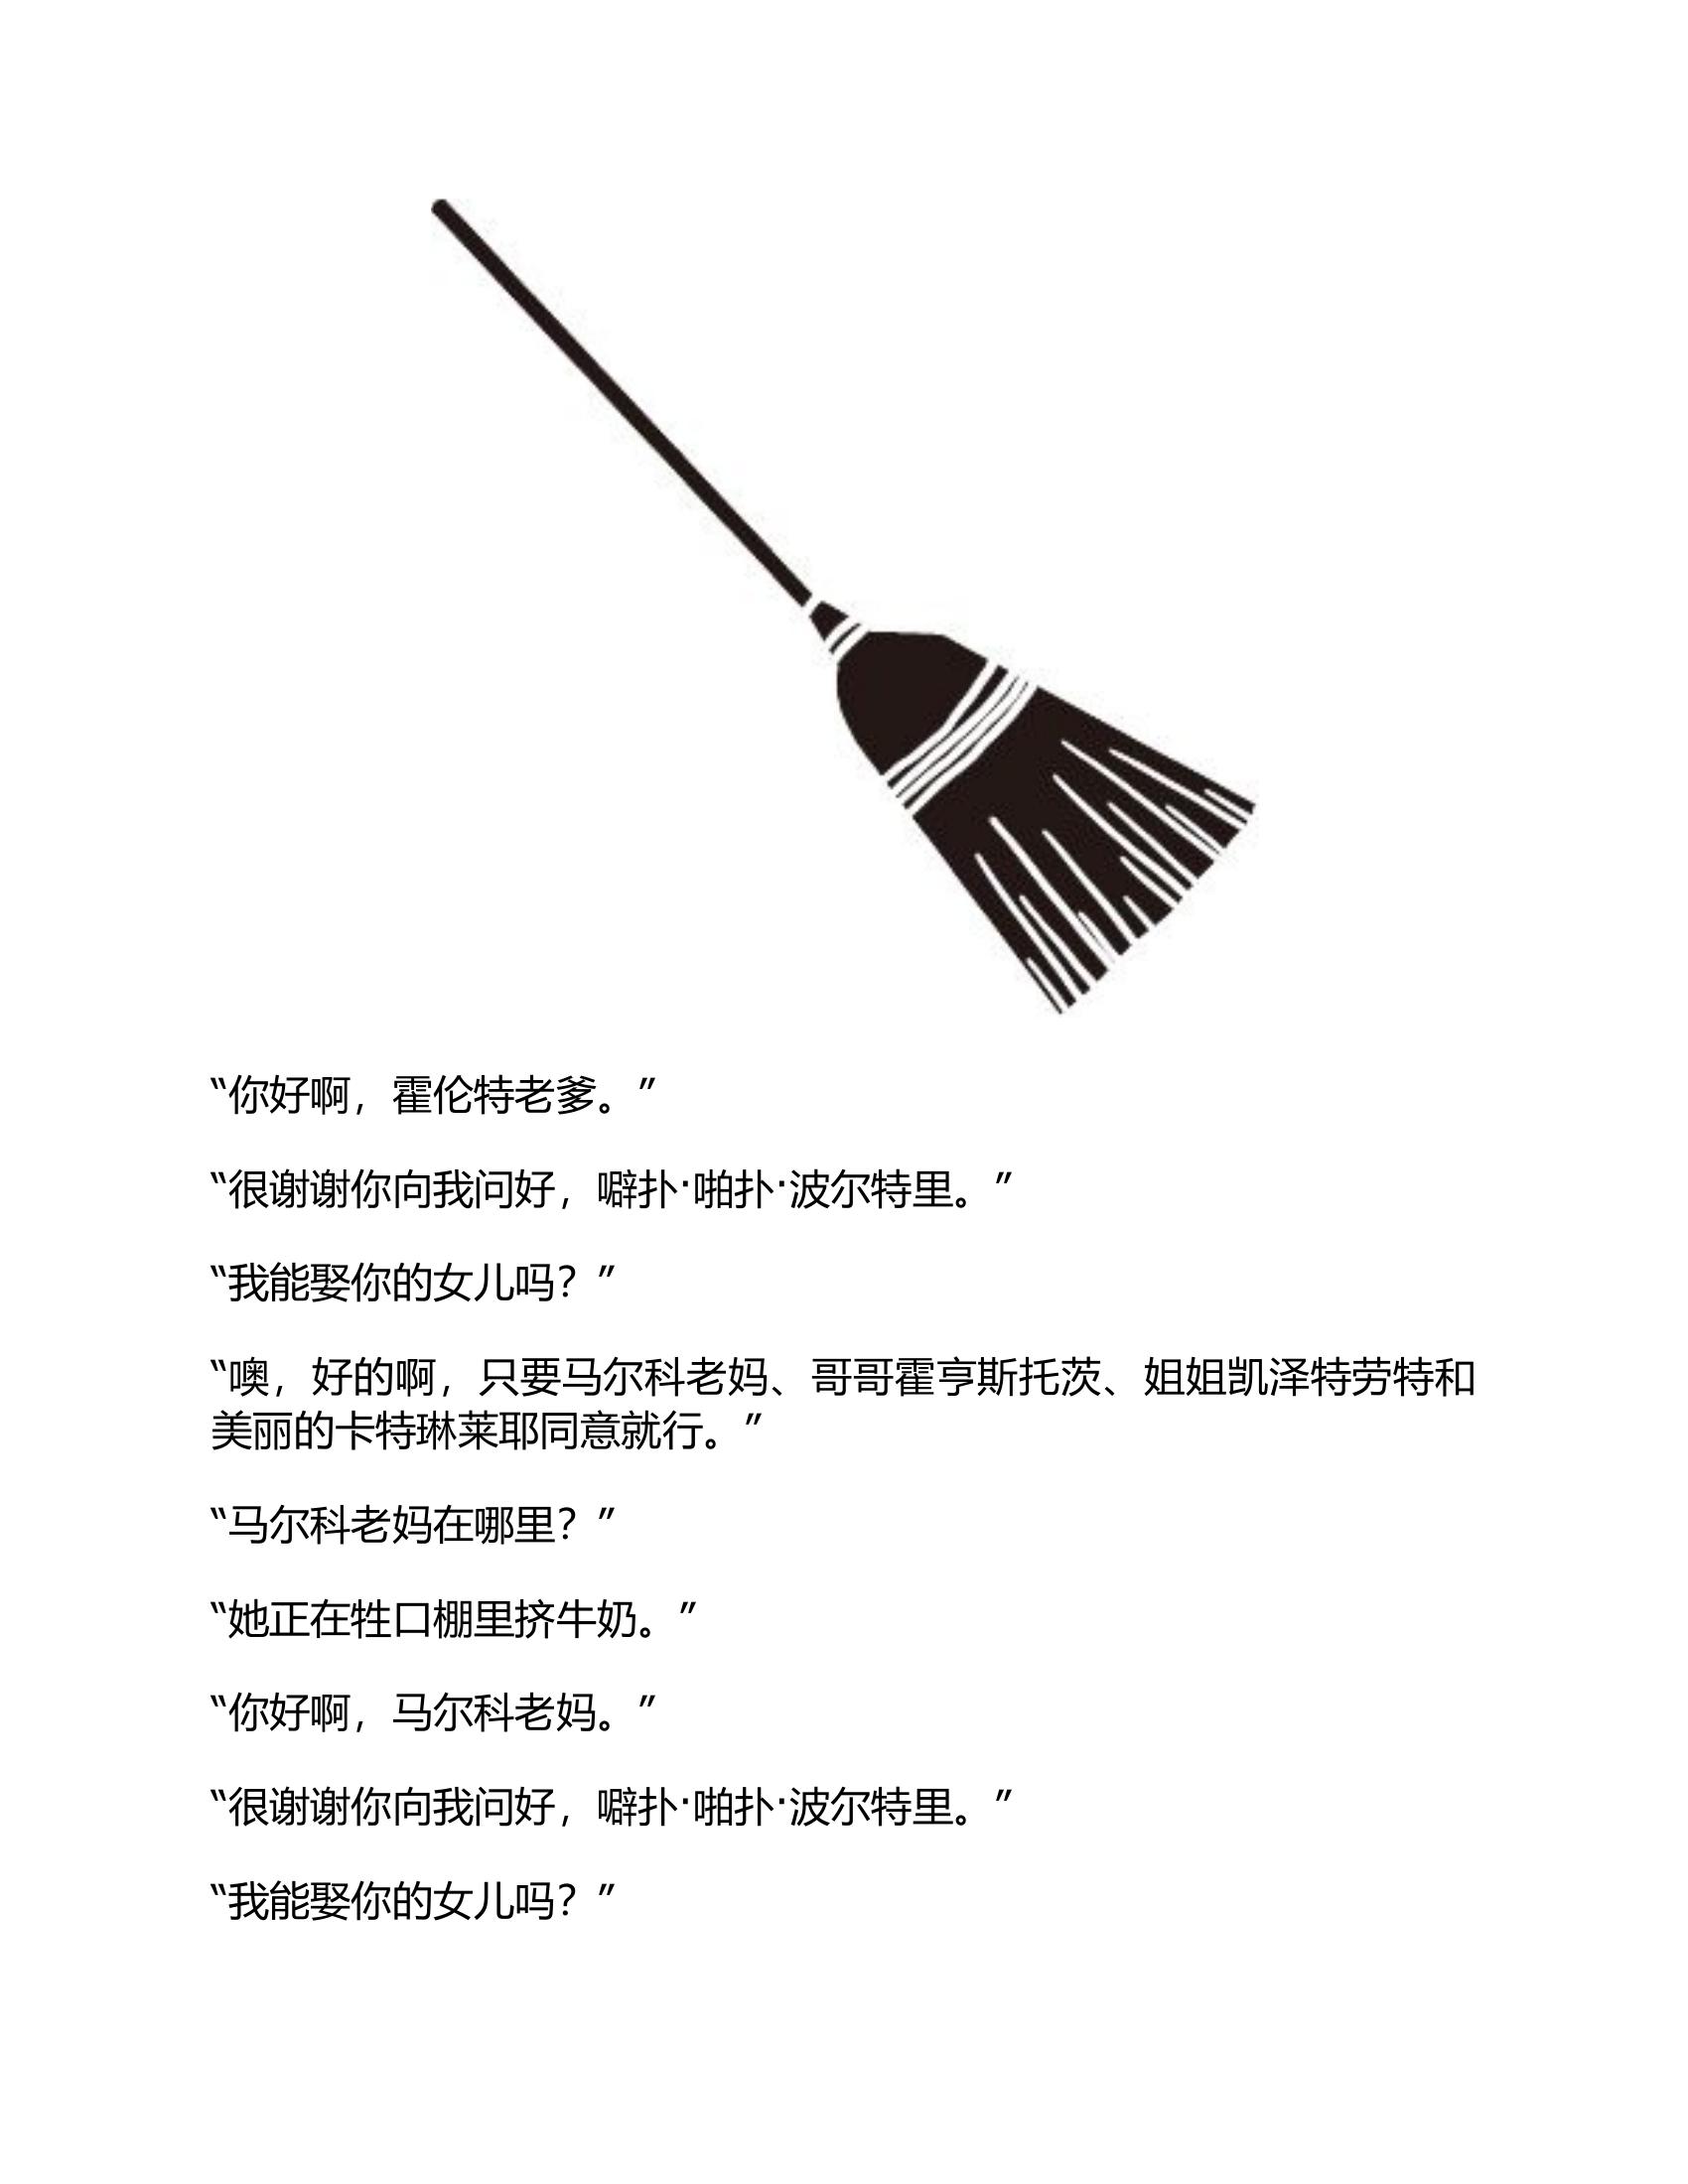 “你好啊，霍伦特老爹。”
“很谢谢你向我问好，噼扑·啪扑·波尔特里。”
“我能娶你的女儿吗？”
“噢，好的啊，只要马尔科老妈、哥哥霍亨斯托茨、姐姐凯泽特劳特和
美丽的卡特琳莱耶同意就行。”
“马尔科老妈在哪里？”
“她正在牲口棚里挤牛奶。”
“你好啊，马尔科老妈。”
“很谢谢你向我问好，噼扑·啪扑·波尔特里。”
“我能娶你的女儿吗？”